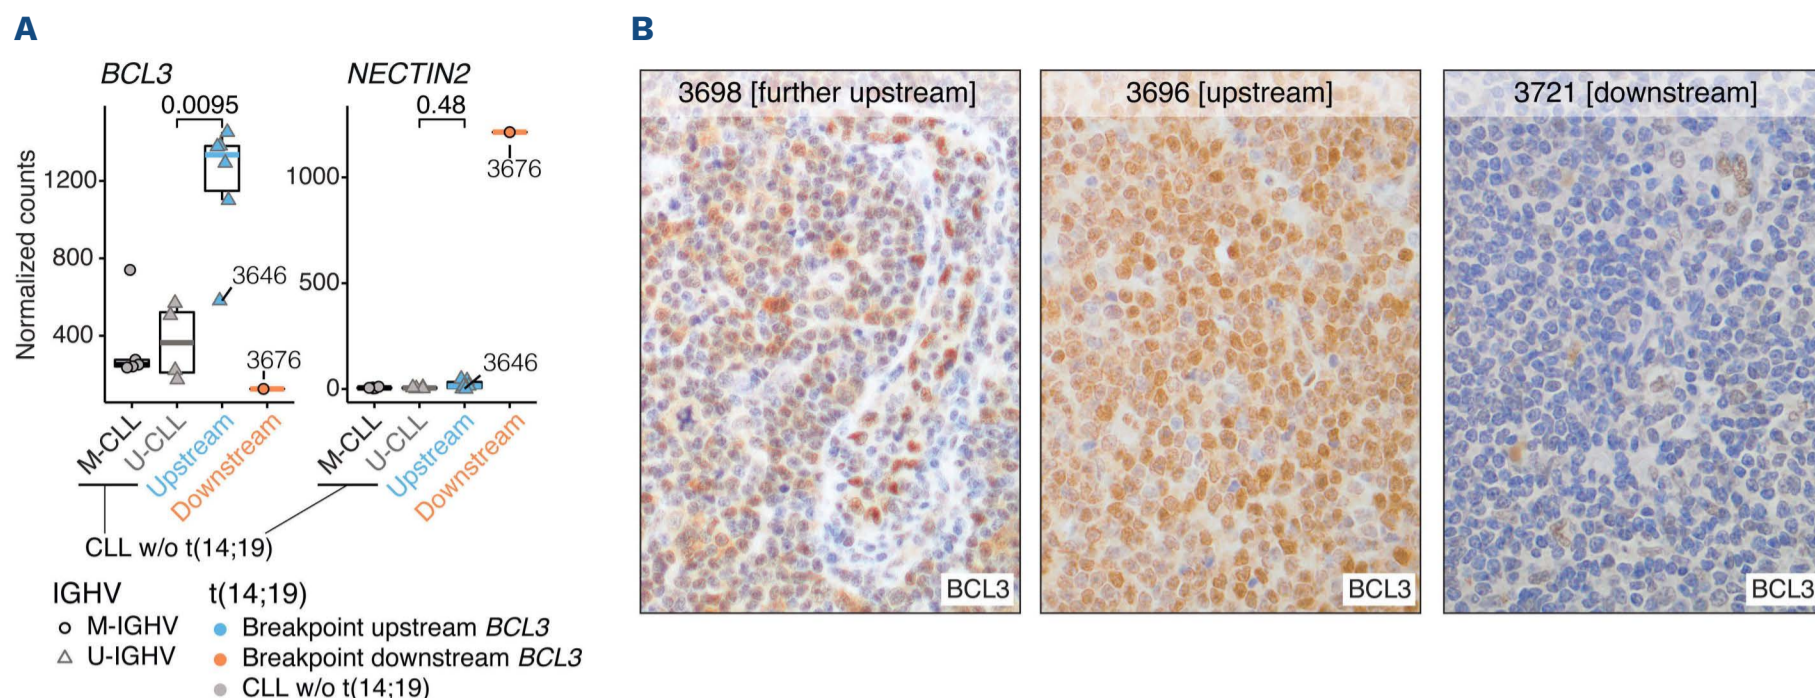 A
BCL3
NECTIN2
0.0095
0.48
Normalized counts
1200
800
400
1000
500
0
3646
3676
3676
3646
M-CLL
U-CLL
Upstream
Downstream
M-CLL
U-CLL
Upstream
Downstream
CLL w/o t(14;19)
IGHV
M-IGHV
U-IGHV
t(14;19)
Breakpoint upstream BCL3
Breakpoint downstream BCL3
CLL w/o t(14;19)
B
3698 [further upstream]
BCL3
3696 [upstream]
BCL3
3721 [downstream]
BCL3